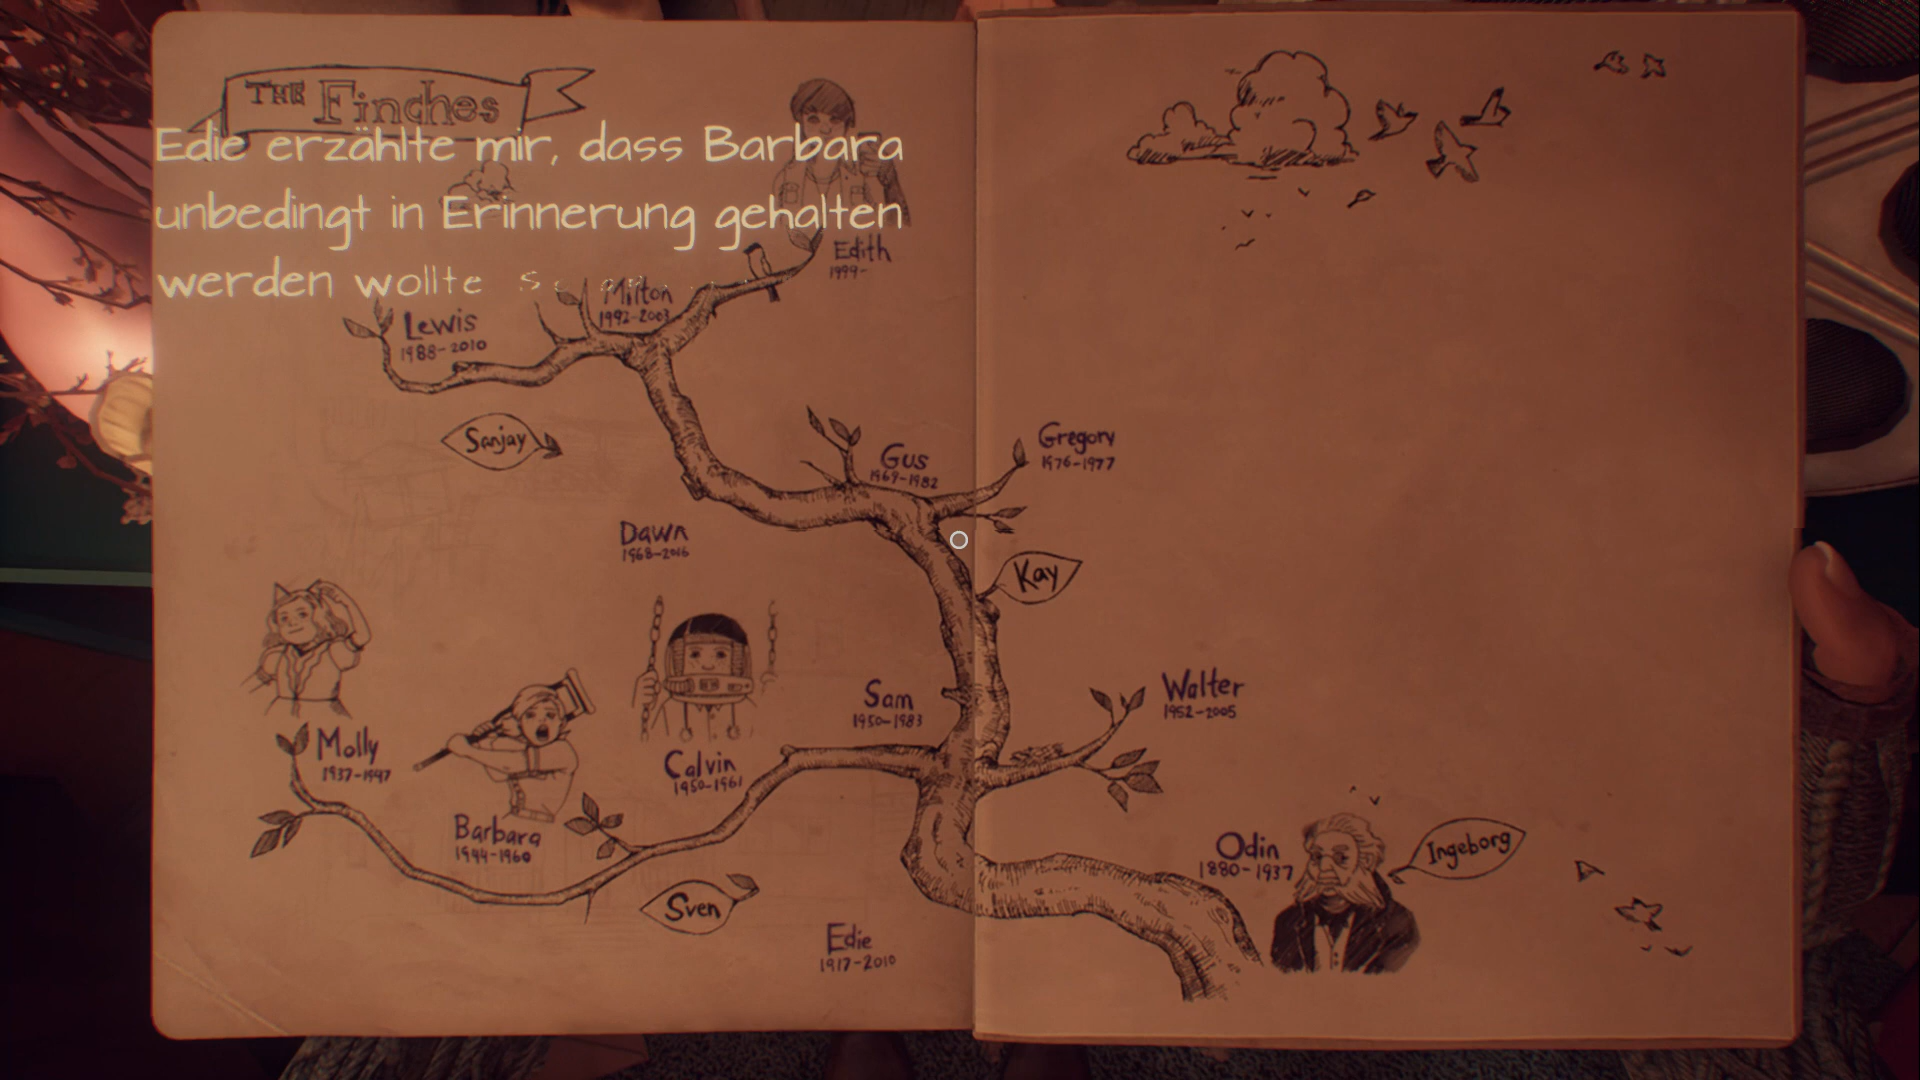 THE Finches
Edie erzählte mir, dass Barbara
unbedingt in Erinnerung gehalten
werden wollte
Edith
1999-
Milton
1992-2003
Lewis
1988-2010
Sanjay
Gus
1969-1982
Gregory
1976-1977
Dawn
1968-2016
Kay
Sam
1950-1983
Walter
1952-2005
Molly
1937-1947
Calvin
1950-1961
Barbara
1944-1960
Odin
1880-1937
Ingeborg
Sven
Edie
1917-2010